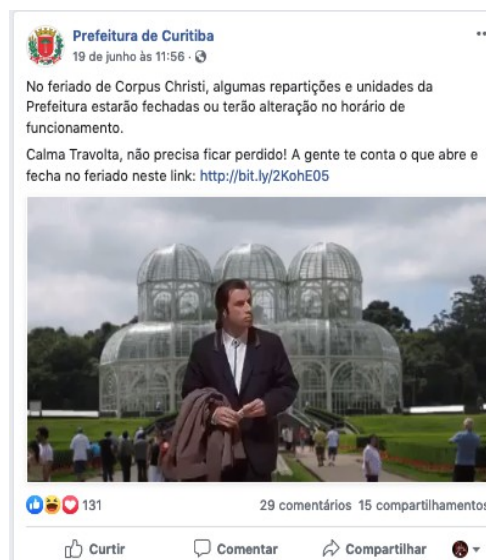 Prefeitura de Curitiba
19 de junho às 11:56 ·
No feriado de Corpus Christi, algumas repartições e unidades da
Prefeitura estarão fechadas ou terão alteração no horário de
funcionamento.
Calma Travolta, não precisa ficar perdido! A gente te conta o que abre e
fecha no feriado neste link: http://bit.ly/2KohE05
131
29 comentários 15 compartilhamentos
Curtir Comentar Compartilhar